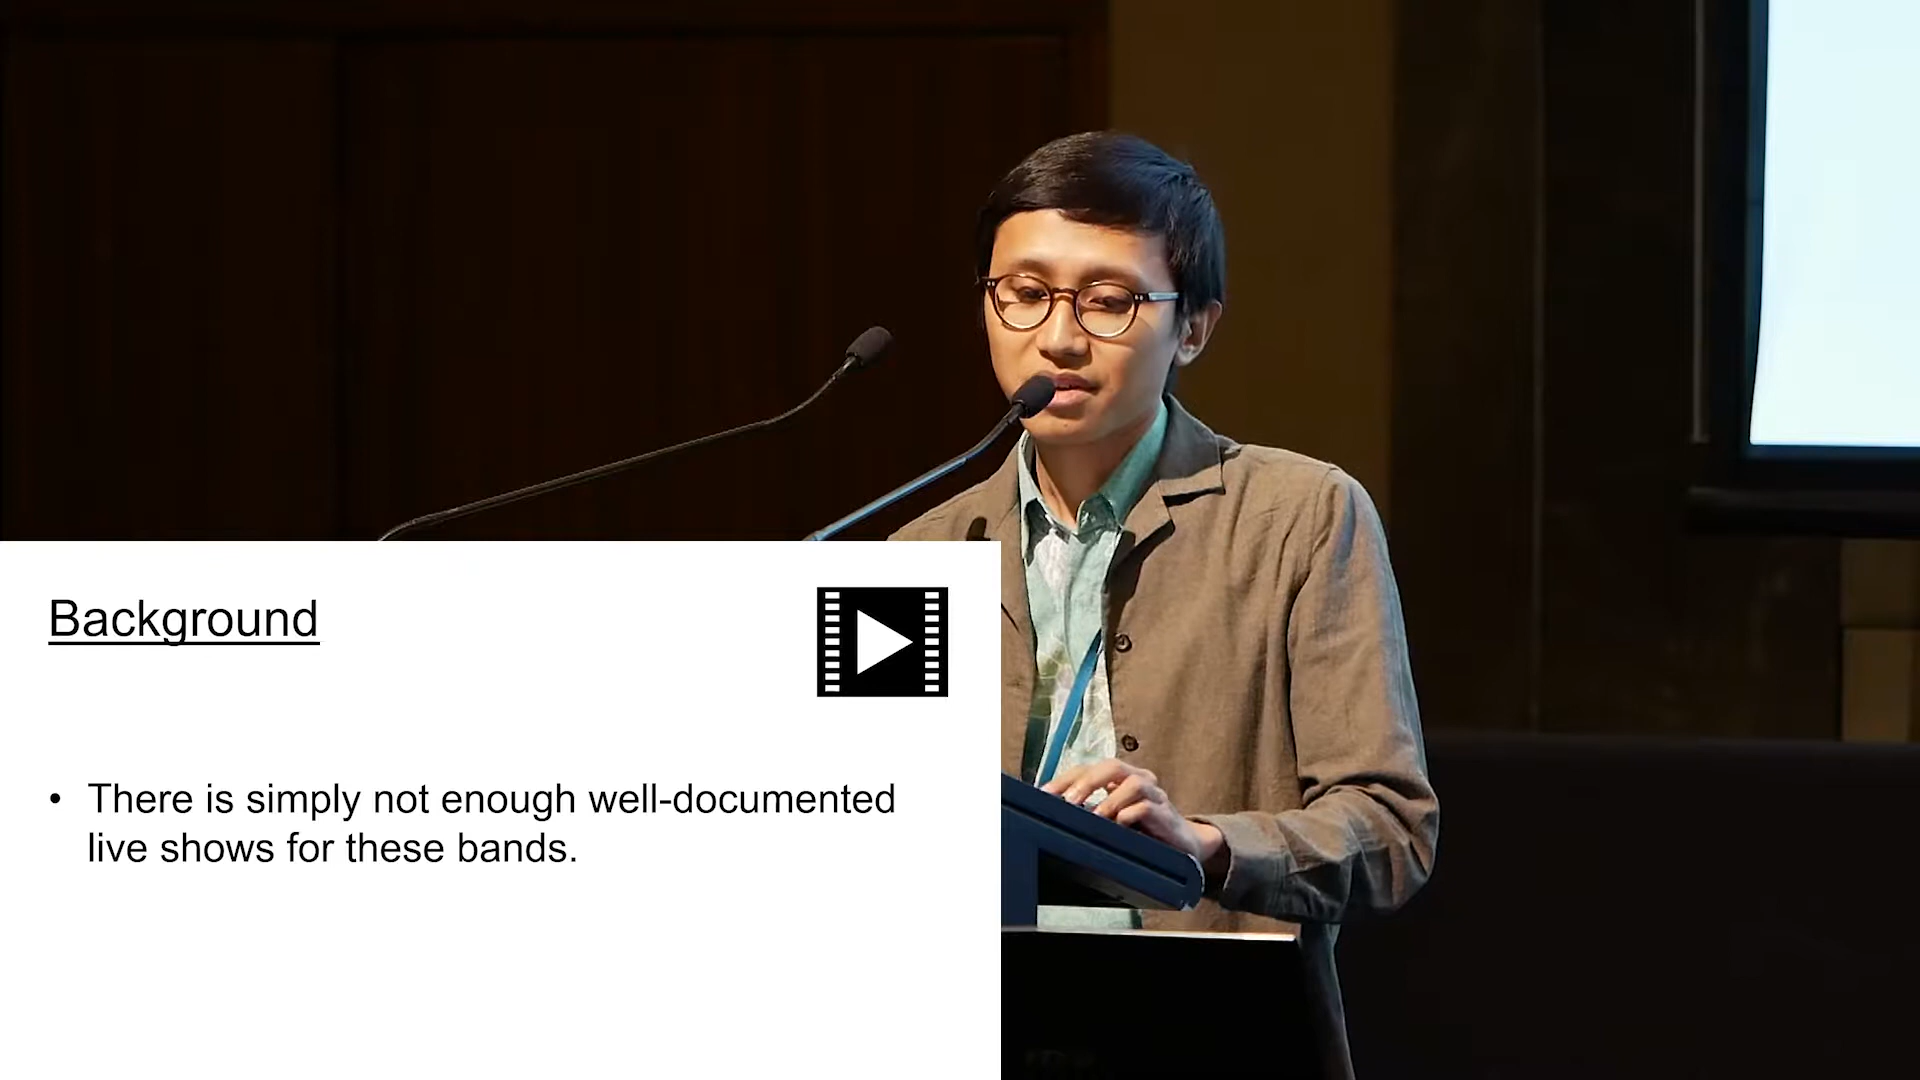 Background
• There is simply not enough well-documented
live shows for these bands.